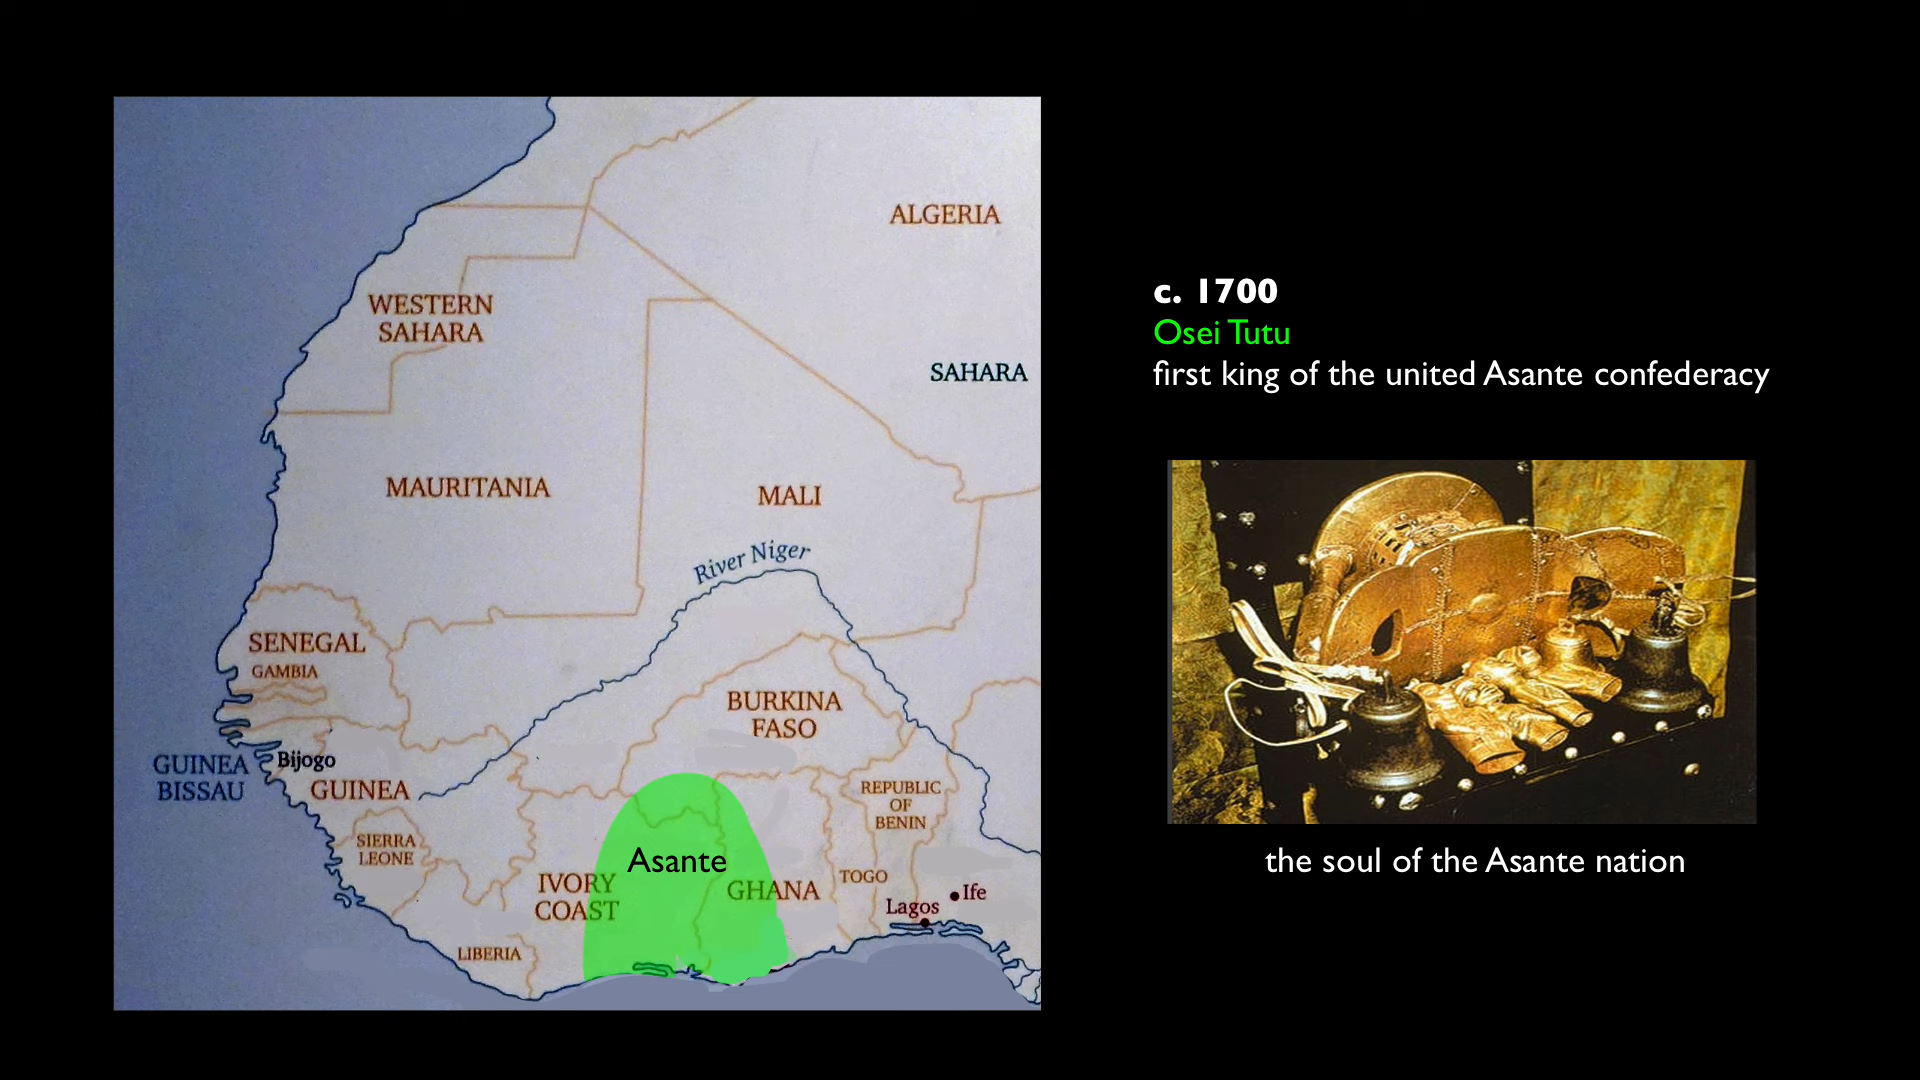 ALGERIA
WESTERN
SAHARA
SAHARA
MAURITANIA
MALI
River Niger
SENEGAL
GAMBIA
BURKINA
FASO
GUINEA
BISSAU
Bijogo
GUINEA
REPUBLIC
OF
BENIN
SIERRA
LEONE
Asante
IVORY
COAST
GHANA
TOGO
Ife
Lagos
LIBERIA
c. 1700
Osei Tutu
first king of the united Asante confederacy
the soul of the Asante nation